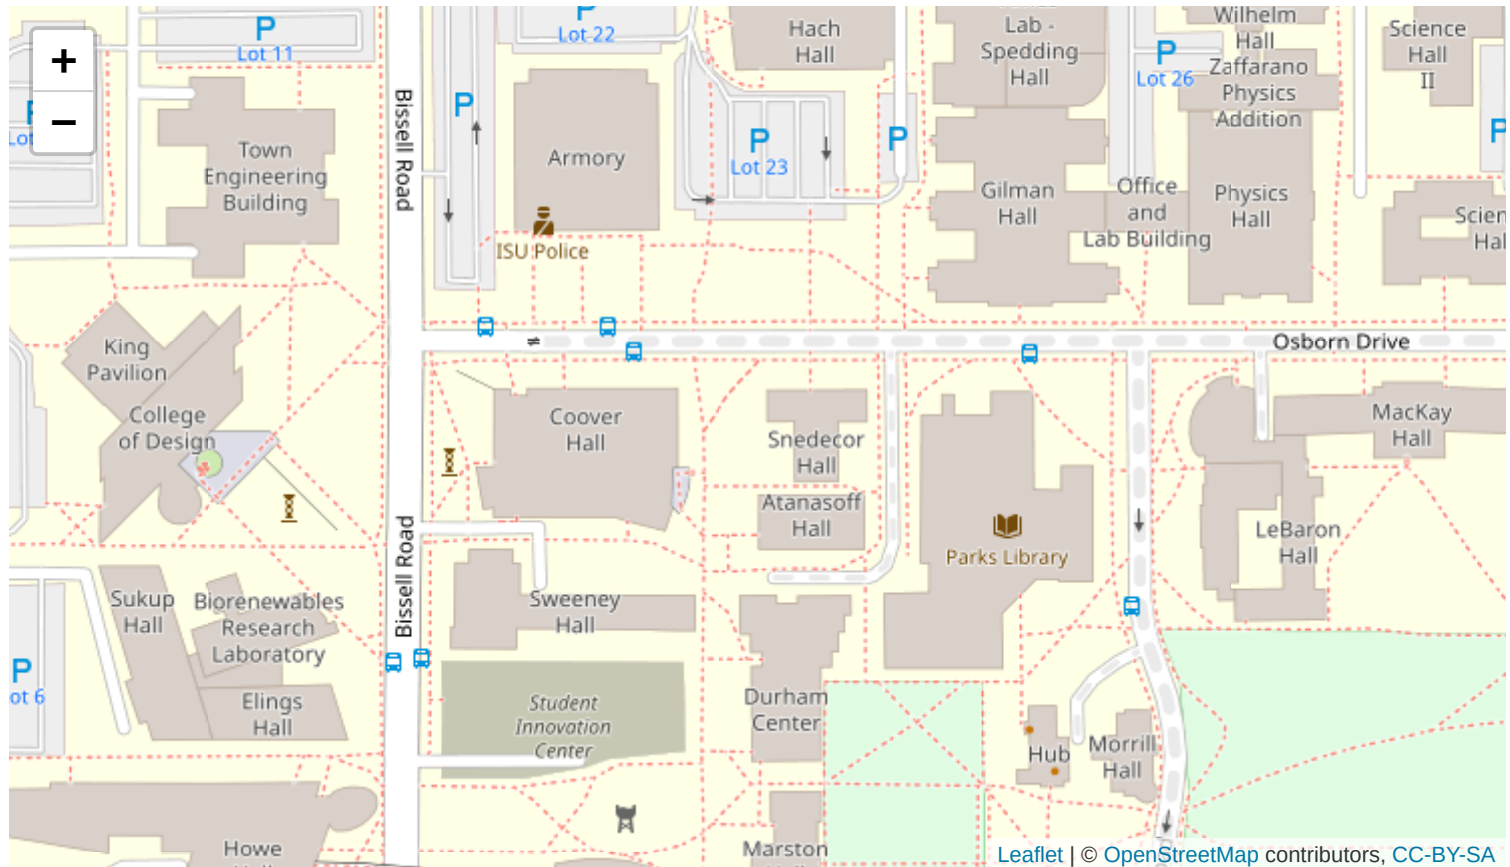 +
−
P
Lot 11
P
Lot 22
Hach
Hall
Lab -
Spedding
Hall
Wilhelm
Hall
Zaffarano
Physics
Addition
P
Lot 26
Science
Hall
II
P
P
Lot 23
P
P
Armory
Town
Engineering
Building
Bissell Road
ISU Police
Gilman
Hall
Office
and
Lab Building
Physics
Hall
King
Pavilion
College
of Design
Osborn Drive
Coover
Hall
Snedecor
Hall
Atanasoff
Hall
Parks Library
MacKay
Hall
LeBaron
Hall
Bissell Road
Sukup
Hall
Biorenewables
Research
Laboratory
Elings
Hall
P
Sweeney
Hall
Student
Innovation
Center
Durham
Center
Hub
Morrill
Hall
Howe
Marston
Leaflet | © OpenStreetMap contributors, CC-BY-SA